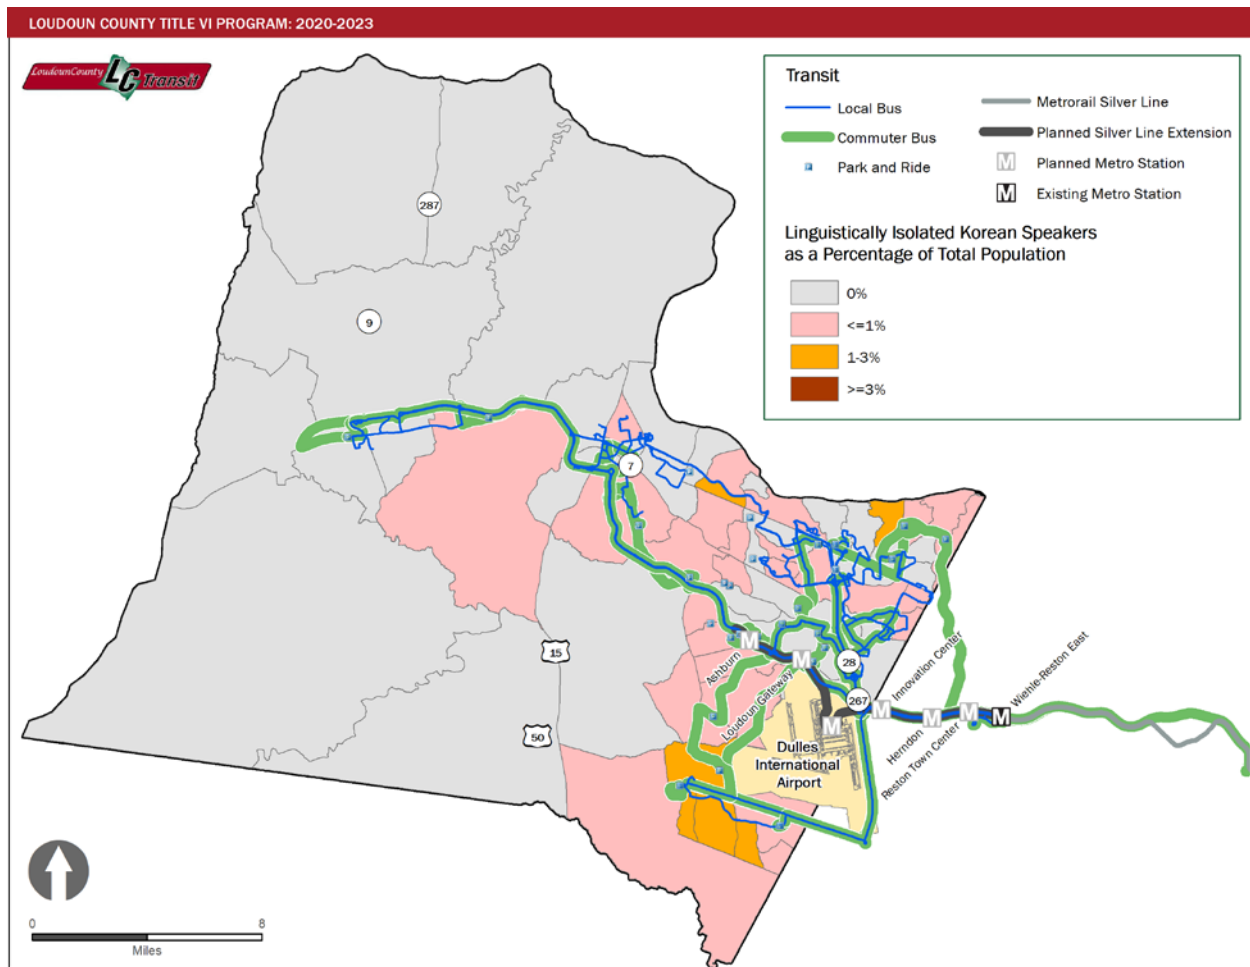 LOUDOUN COUNTY TITLE VI PROGRAM: 2020-2023
LoudounCounty LC Transit
Transit
Local Bus
Commuter Bus
Park and Ride
Metrorail Silver Line
Planned Silver Line Extension
M Planned Metro Station
M Existing Metro Station
Linguistically Isolated Korean Speakers
as a Percentage of Total Population
0%
<=1%
1-3%
>=3%
287
9
7
15
50
28
267
M
M
M
M
M
M
M
Ashburn
Loudoun Gateway
Dulles
International
Airport
Innovation Center
Herndon
Reston Town Center
Wiehle-Reston East
0 8
Miles